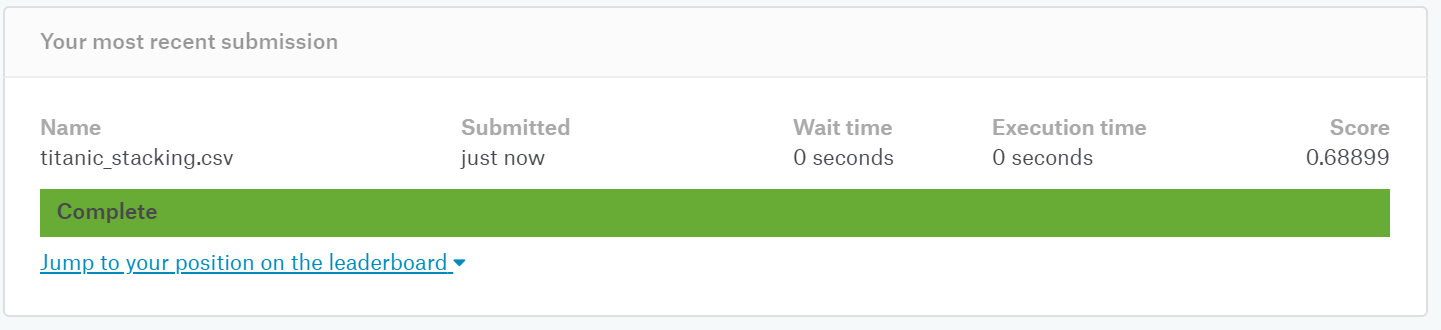 Your most recent submission
Name Submitted Wait time Execution time Score
titanic_stacking.csv just now 0 seconds 0 seconds 0.68899
Complete
Jump to your position on the leaderboard